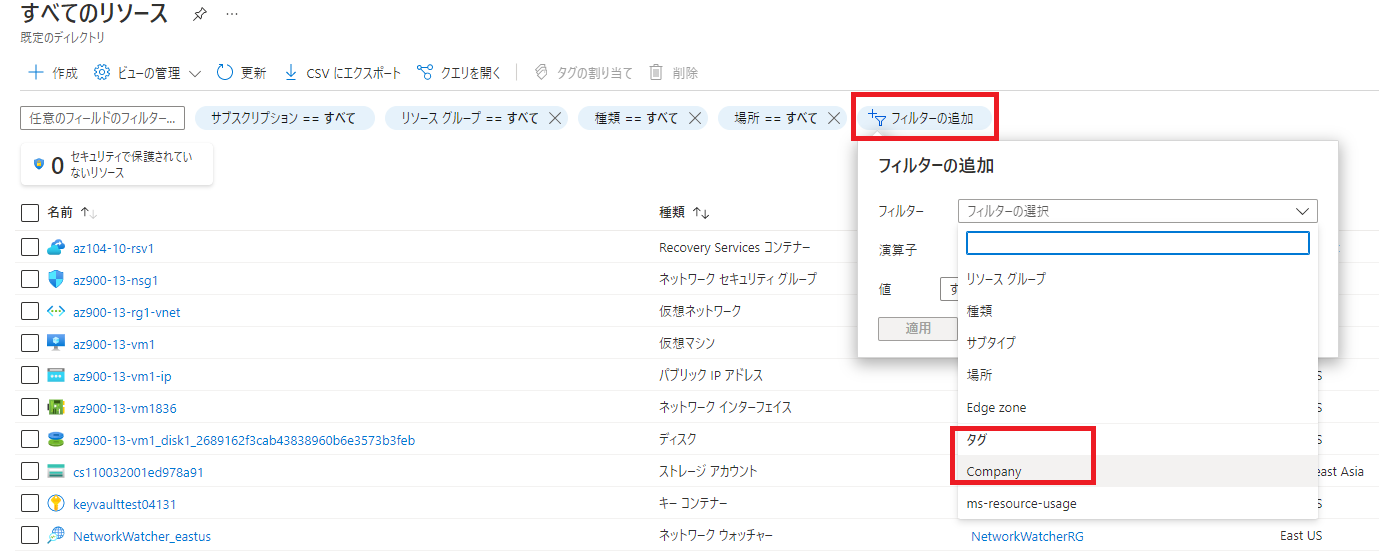 すべてのリソース ...
既定のディレクトリ
作成 ビューの管理 更新 CSV にエクスポート クエリを開く タグの割り当て 削除
任意のフィールドのフィルター... サブスクリプション == すべて リソース グループ == すべて 種類 == すべて 場所 == すべて フィルターの追加
0 セキュリティで保護されてい
ないリソース
フィルターの追加
フィルター フィルターの選択
演算子
値 す
適用
リソース グループ
種類
サブタイプ
場所
Edge zone
タグ
Company
ms-resource-usage
名前 種類
az104-10-rsv1 Recovery Services コンテナー
az900-13-nsg1 ネットワーク セキュリティ グループ
az900-13-rg1-vnet 仮想ネットワーク
az900-13-vm1 仮想マシン
az900-13-vm1-ip パブリック IP アドレス S
az900-13-vm1836 ネットワーク インターフェイス S
az900-13-vm1_disk1_2689162f3cab43838960b6e3573b3feb ディスク S
cs110032001ed978a91 ストレージ アカウント east Asia
keyvaulttest04131 キー コンテナー S
NetworkWatcher_eastus ネットワーク ウォッチャー NetworkWatcherRG East US